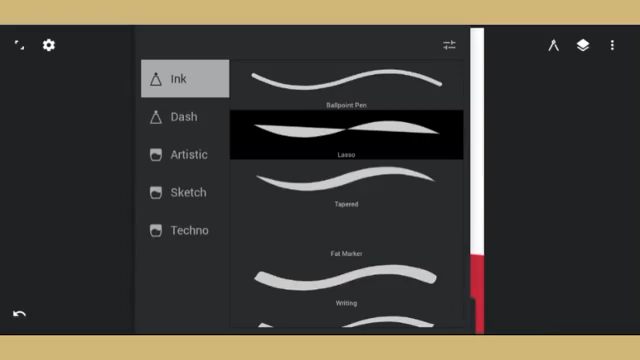 Ink
Dash
Artistic
Sketch
Techno
Ballpoint Pen
Lasso
Tapered
Fat Marker
Writing